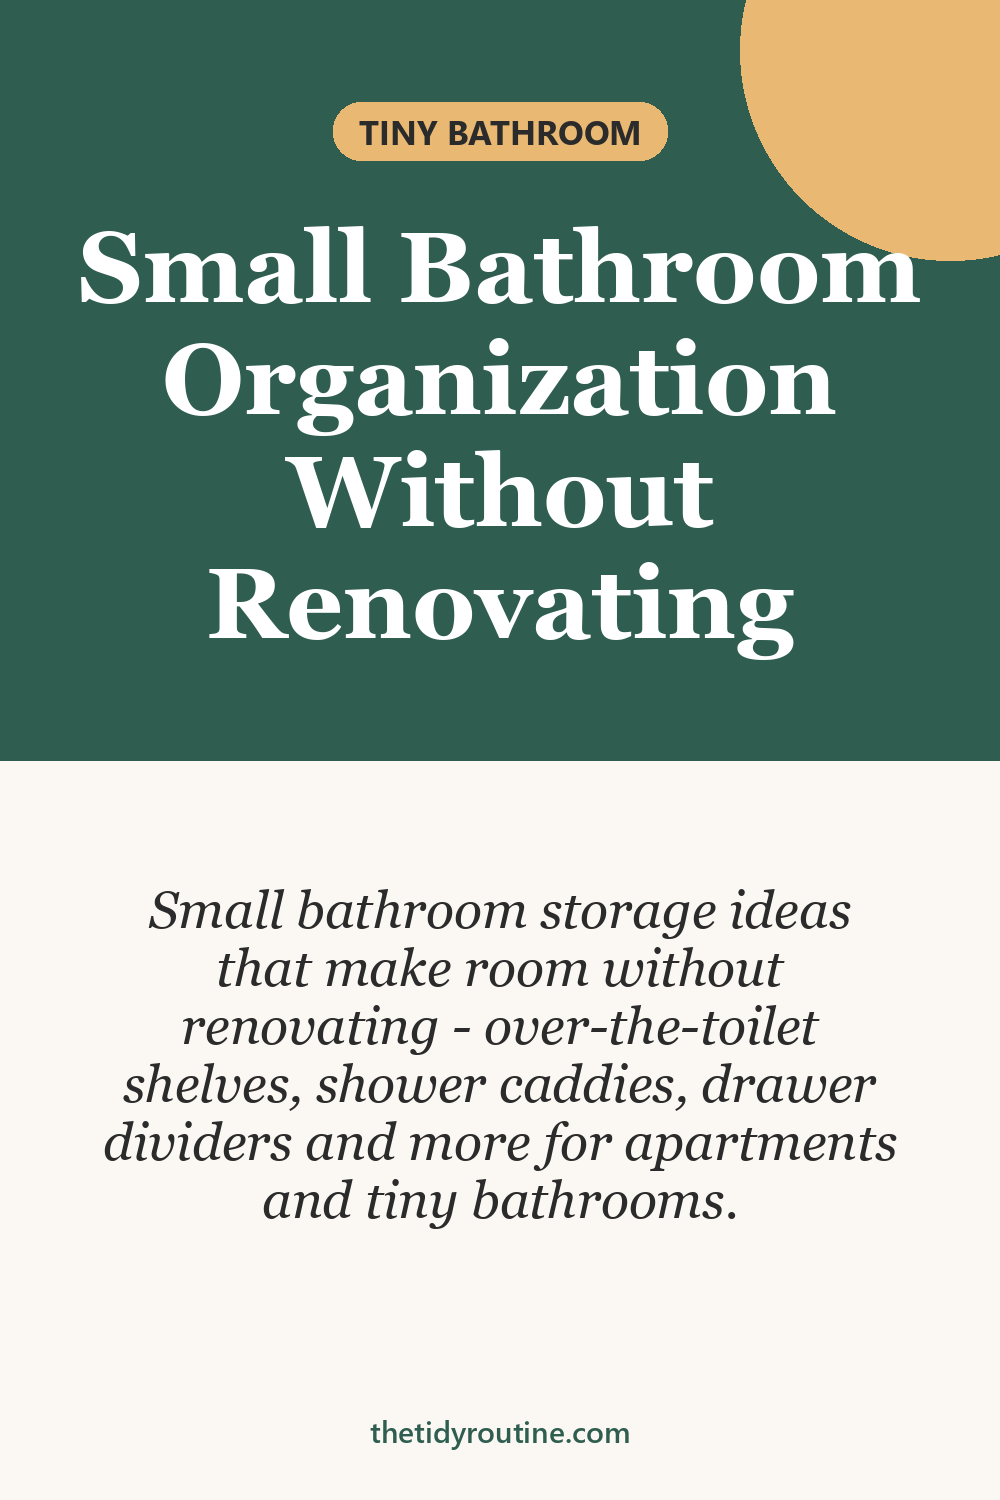 TINY BATHROOM
Small Bathroom
Organization
Without
Renovating
Small bathroom storage ideas
that make room without
renovating - over-the-toilet
shelves, shower caddies, drawer
dividers and more for apartments
and tiny bathrooms.
thetidyroutine.com